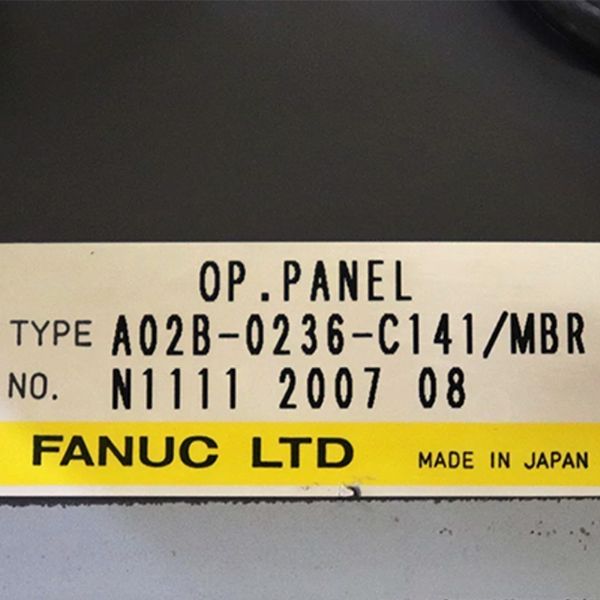 OP.PANEL
TYPE A02B-0236-C141/MBR
NO. N1111 2007 08
FANUC LTD MADE IN JAPAN